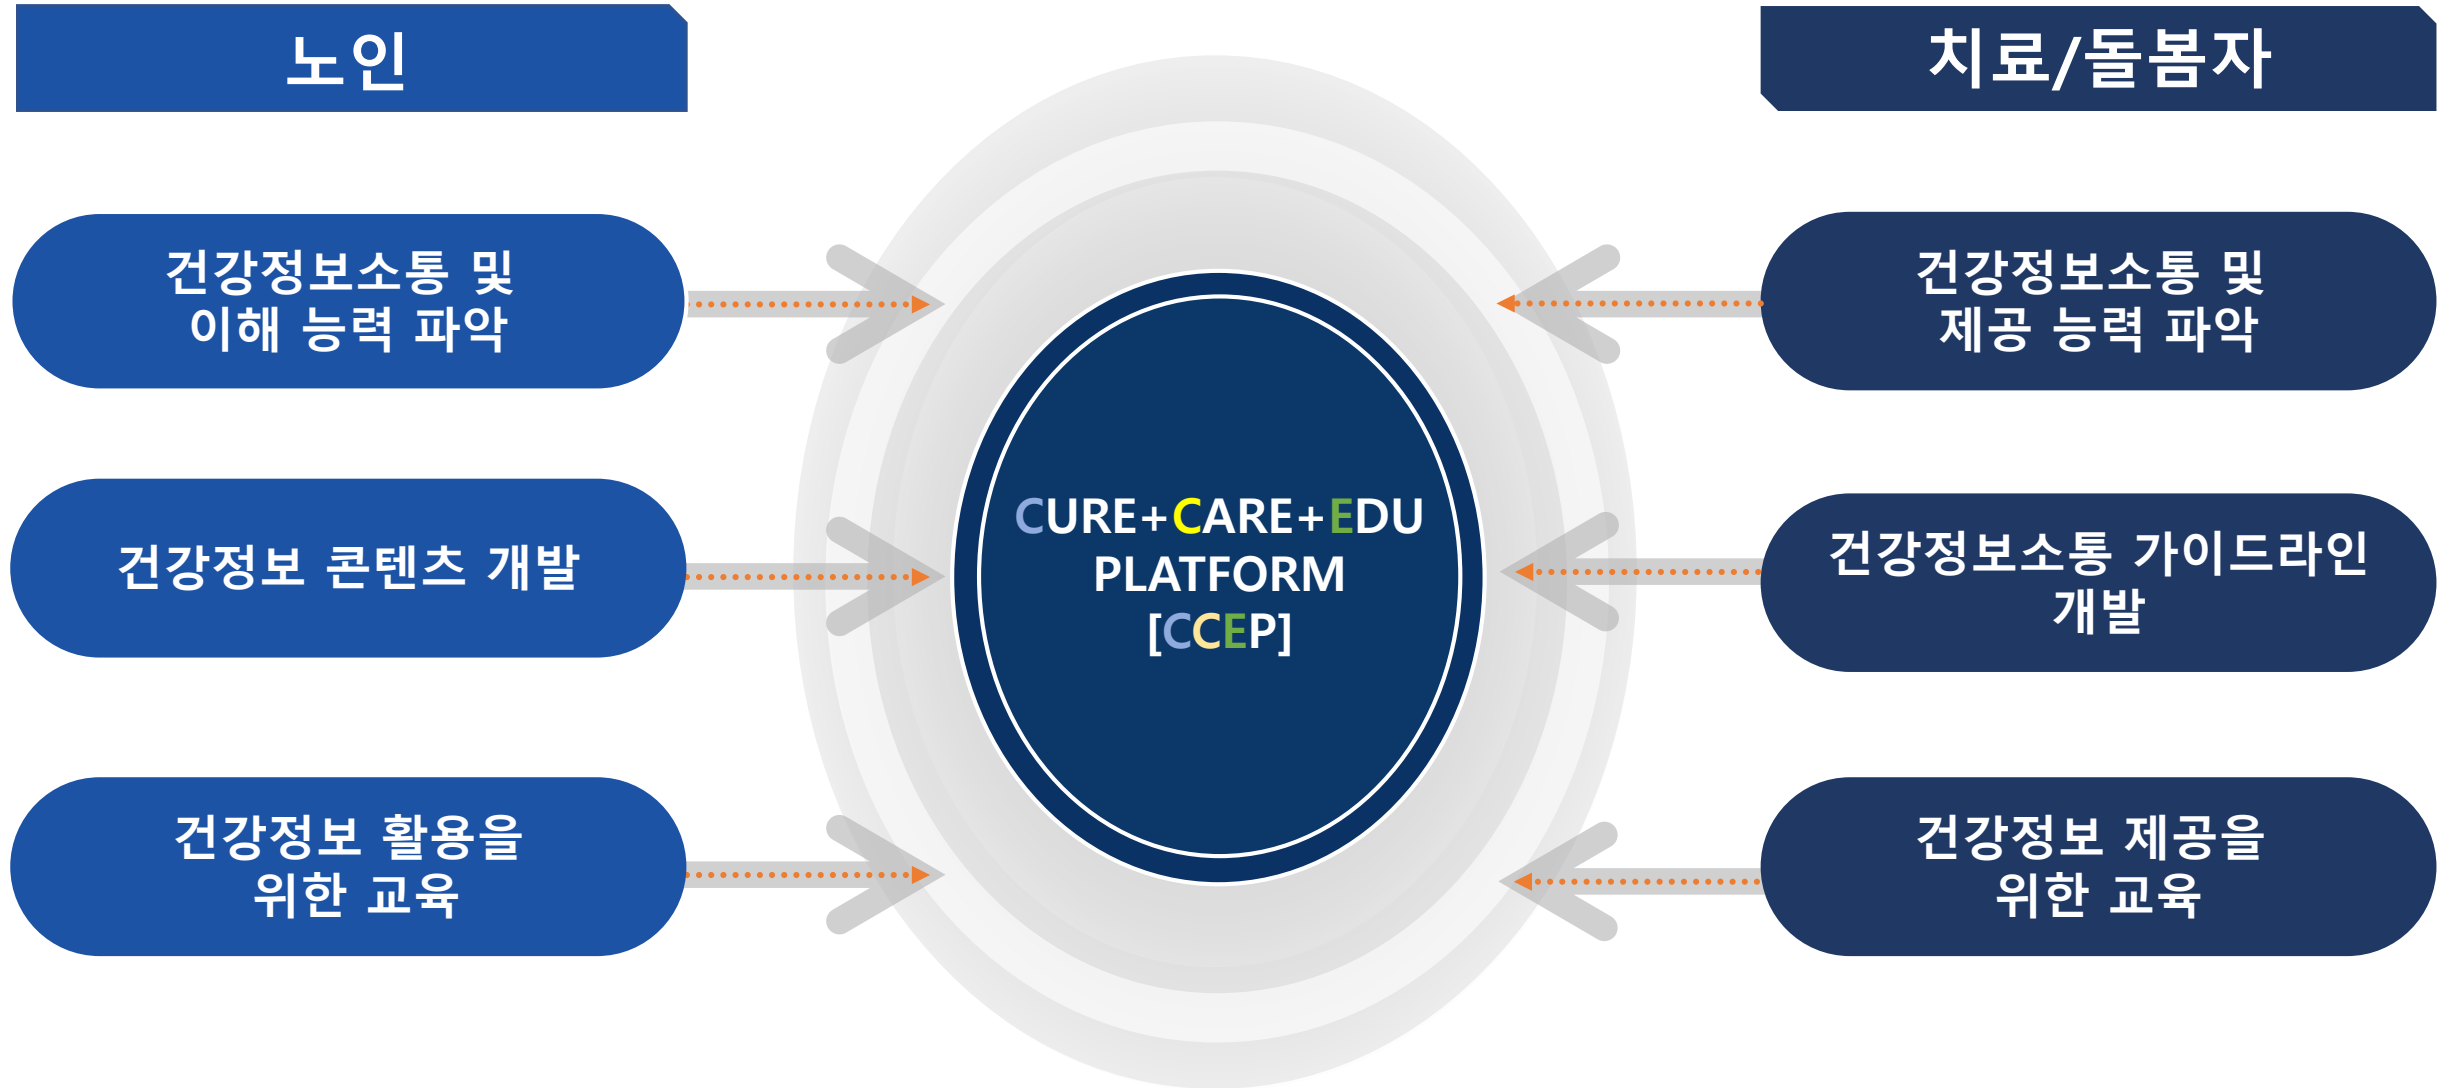 노인
건강정보소통 및
이해 능력 파악
건강정보 콘텐츠 개발
건강정보 활용을
위한 교육
CURE+CARE+EDU
PLATFORM
[CCEP]
치료/돌봄자
건강정보소통 및
제공 능력 파악
건강정보소통 가이드라인
개발
건강정보 제공을
위한 교육